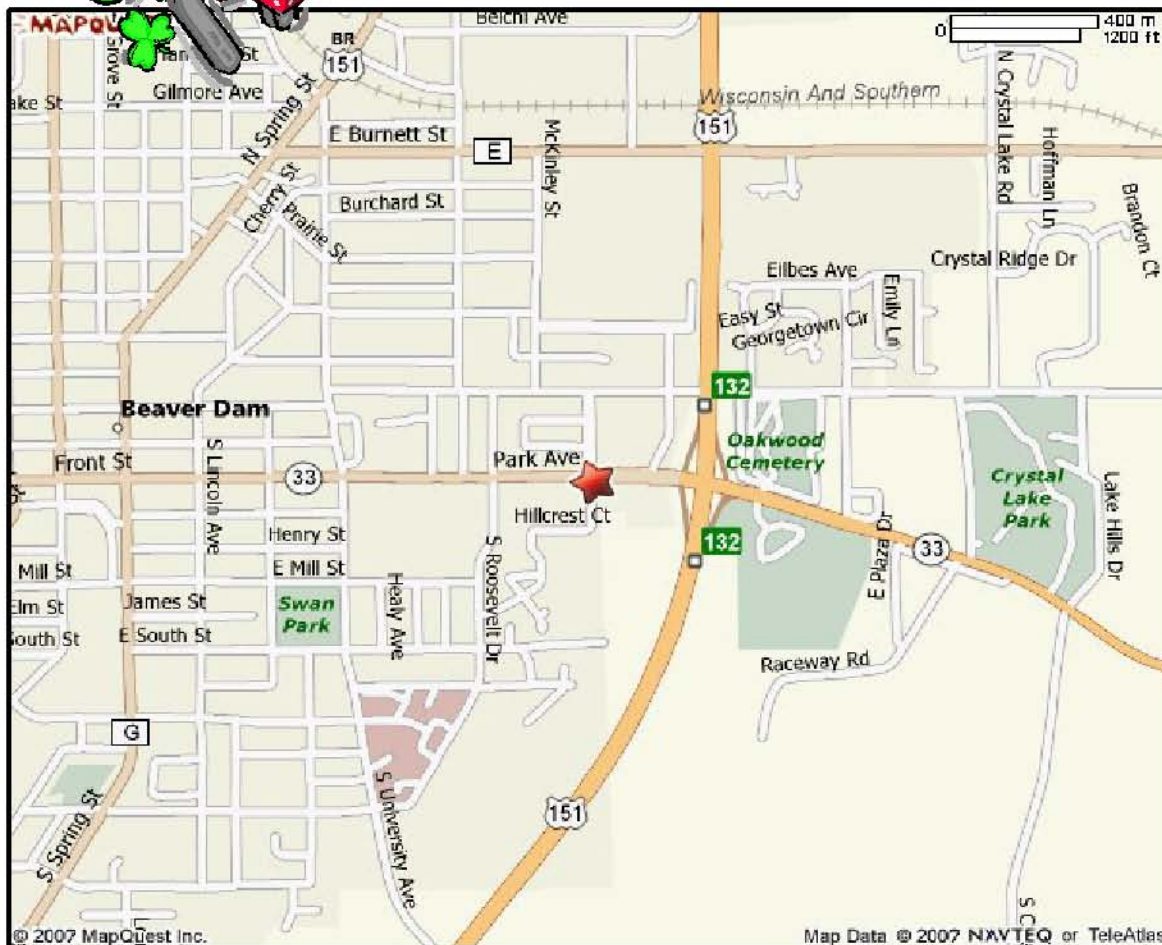 MAPQU
Beichl Ave
400 m
0
1200 ft
Grove St
BR
151
Gilmore Ave
ake St
N Spring St
Wisconsin And Southern
N Crystal Lake Rd
151
E Burnett St
E
McKinley St
Hoffman Ln
Cherry St
Burchard St
Prairie St
Brandon Ct
Crystal Ridge Dr
Eilbes Ave
Emily Ln
Easy St
Georgetown Cir
132
Beaver Dam
S Lincoln Ave
Oakwood
Cemetery
Front St
33
Park Ave
Crystal
Lake
Park
Lake Hills Dr
Hillcrest Ct
Henry St
132
33
E Plaza Dr
Mill St
E Mill St
Healy Ave
S Roosevelt Dr
Elm St
James St
Swan
Park
South St
E South St
Raceway Rd
G
S University Ave
151
S Spring St
S C
© 2007 MapQuest Inc.
Map Data © 2007 NAVTEQ or TeleAtlas